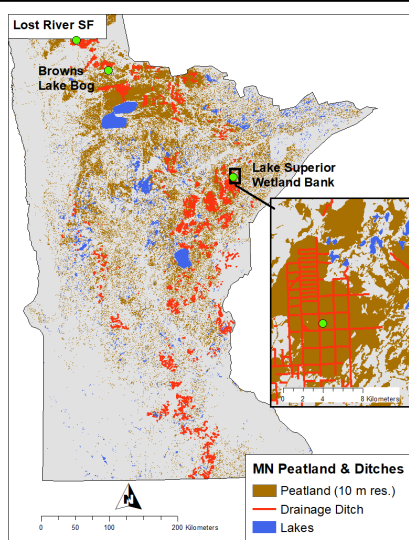 Lost River SF
Browns
Lake Bog
Lake Superior
Wetland Bank
0 2 4 8 Kilometers
MN Peatland & Ditches
Peatland (10 m res.)
Drainage Ditch
Lakes
N
0 50 100 200 Kilometers